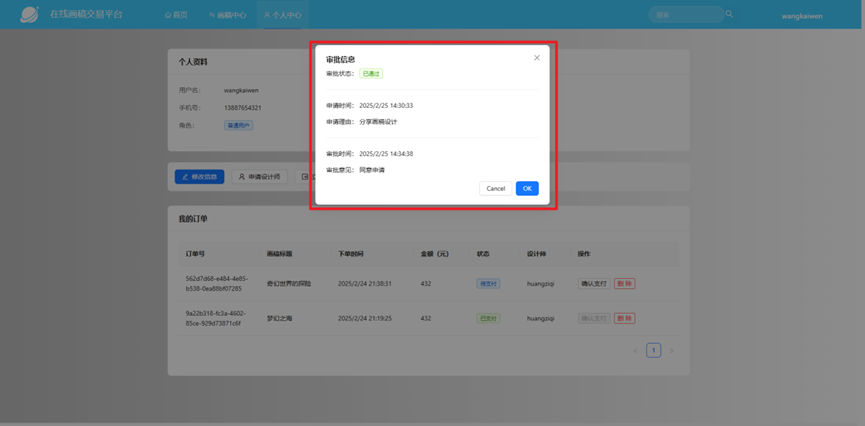 在线画稿交易平台
首页
画稿中心
个人中心
搜索
wangkaiwen
个人资料
用户名： wangkaiwen
手机号： 13887654321
角色： 普通用户
审批信息
审批状态： 已通过
申请时间： 2025/2/25 14:30:33
申请理由： 分享画稿设计
审批时间： 2025/2/25 14:34:38
审批意见： 同意申请
Cancel OK
修改信息 申请设计师
我的订单
订单号 画稿标题 下单时间 金额（元） 状态 设计师 操作
562d7d68-e484-4e85-
b538-0ea88bf07285 奇幻世界的探险 2025/2/24 21:38:31 432 待支付 huangziqi 确认支付 删 除
9a22b318-fc3a-4602-
85ce-929d73871c6f 梦幻之海 2025/2/24 21:19:25 432 已支付 huangziqi 确认支付 删 除
1